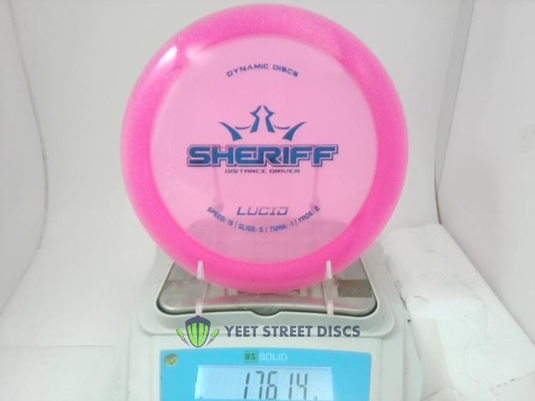 DYNAMIC DISCS
SHERIFF
DISTANCE DRIVER
LUCID
SPEED: 13 | GLIDE: 5 | TURN: -1 | FADE: 2
YEET STREET DISCS
SOLID
176.14